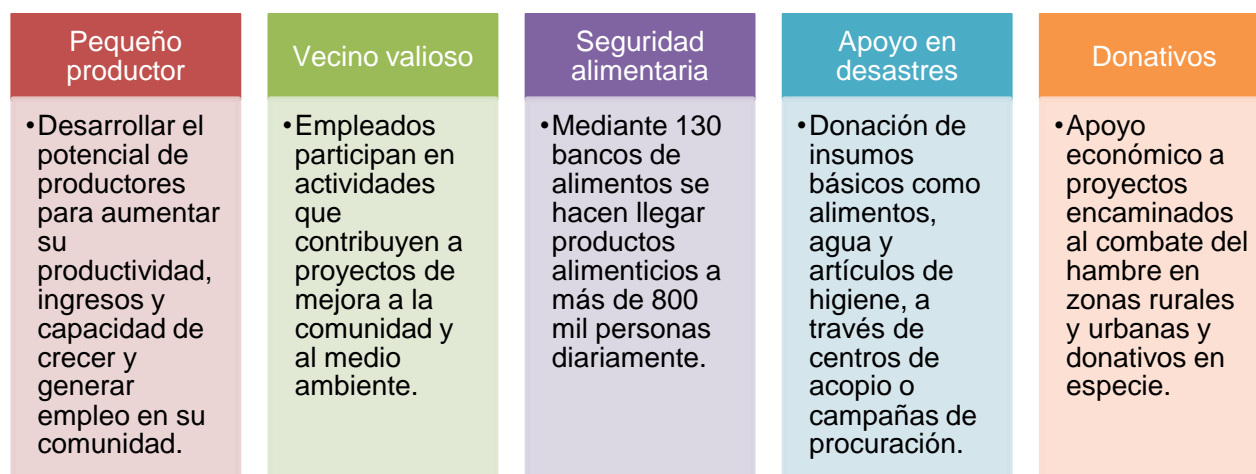 Pequeño
productor
•Desarrollar el
potencial de
productores
para aumentar
su
productividad,
ingresos y
capacidad de
crecer y
generar
empleo en su
comunidad.
Vecino valioso
•Empleados
participan en
actividades
que
contribuyen a
proyectos de
mejora a la
comunidad y
al medio
ambiente.
Seguridad
alimentaria
•Mediante 130
bancos de
alimentos se
hacen llegar
productos
alimenticios a
más de 800
mil personas
diariamente.
Apoyo en
desastres
•Donación de
insumos
básicos como
alimentos,
agua y
artículos de
higiene, a
través de
centros de
acopio o
campañas de
procuración.
Donativos
•Apoyo
económico a
proyectos
encaminados
al combate del
hambre en
zonas rurales
y urbanas y
donativos en
especie.